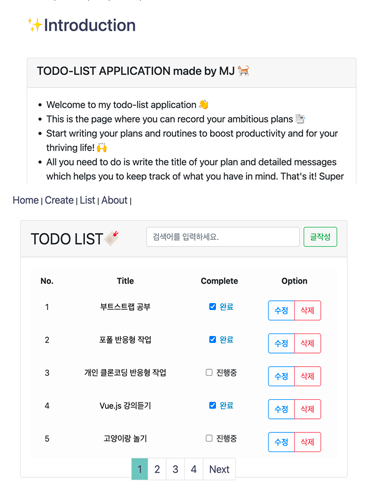 ✨Introduction
TODO-LIST APPLICATION made by MJ 🐈
Welcome to my todo-list application 👋
This is the page where you can record your ambitious plans 📝
Start writing your plans and routines to boost productivity and for your
thriving life! 🙌
All you need to do is write the title of your plan and detailed messages
which helps you to keep track of what you have in mind. That's it! Super
Home | Create | List | About |
TODO LIST
검색어를 입력하세요. 글작성
No. Title Complete Option
1 부트스트랩 공부 완료 수정 삭제
2 포폴 반응형 작업 완료 수정 삭제
3 개인 클론코딩 반응형 작업 진행중 수정 삭제
4 Vue.js 강의듣기 완료 수정 삭제
5 고양이랑 놀기 진행중 수정 삭제
1 2 3 4 Next